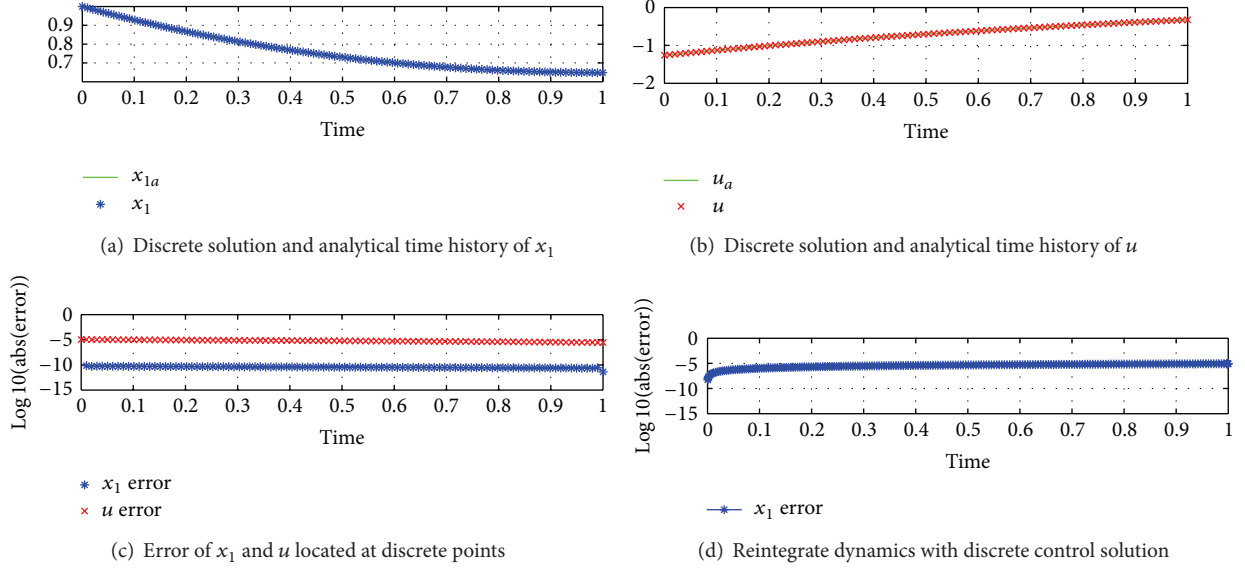 0.9
0.8
0.7
0 0.1 0.2 0.3 0.4 0.5 0.6 0.7 0.8 0.9 1
Time
x1a
x1
(a) Discrete solution and analytical time history of x1
0
−1
−2
0 0.1 0.2 0.3 0.4 0.5 0.6 0.7 0.8 0.9 1
Time
ua
u
(b) Discrete solution and analytical time history of u
Log10(abs(error))
0
−5
−10
−15
0 0.1 0.2 0.3 0.4 0.5 0.6 0.7 0.8 0.9 1
Time
x1 error
u error
(c) Error of x1 and u located at discrete points
Log10(abs(error))
0
−5
−10
−15
0 0.1 0.2 0.3 0.4 0.5 0.6 0.7 0.8 0.9 1
Time
x1 error
(d) Reintegrate dynamics with discrete control solution